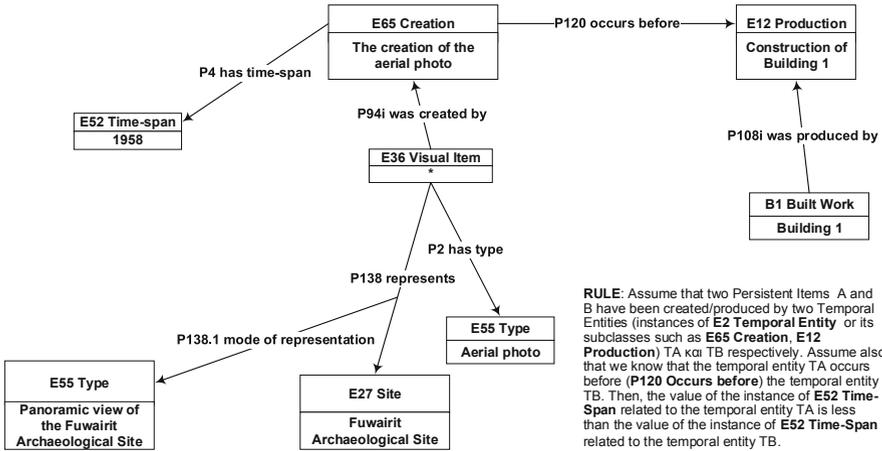 E65 Creation
P120 occurs before
E12 Production
The creation of the
aerial photo
Construction of
Building 1
P4 has time-span
P94i was created by
E52 Time-span
1958
P108i was produced by
E36 Visual Item
*
B1 Built Work
Building 1
P2 has type
P138 represents
P138.1 mode of representation
E55 Type
Aerial photo
E55 Type
Panoramic view of
the Fuwairit
Archaeological Site
E27 Site
Fuwairit
Archaeological Site
RULE: Assume that two Persistent Items A and
B have been created/produced by two Temporal
Entities (instances of E2 Temporal Entity or its
subclasses such as E65 Creation, E12
Production) TA και TB respectively. Assume also
that we know that the temporal entity TA occurs
before (P120 Occurs before) the temporal entity
TB. Then, the value of the instance of E52 Time-
Span related to the temporal entity TA is less
than the value of the instance of E52 Time-Span
related to the temporal entity TB.